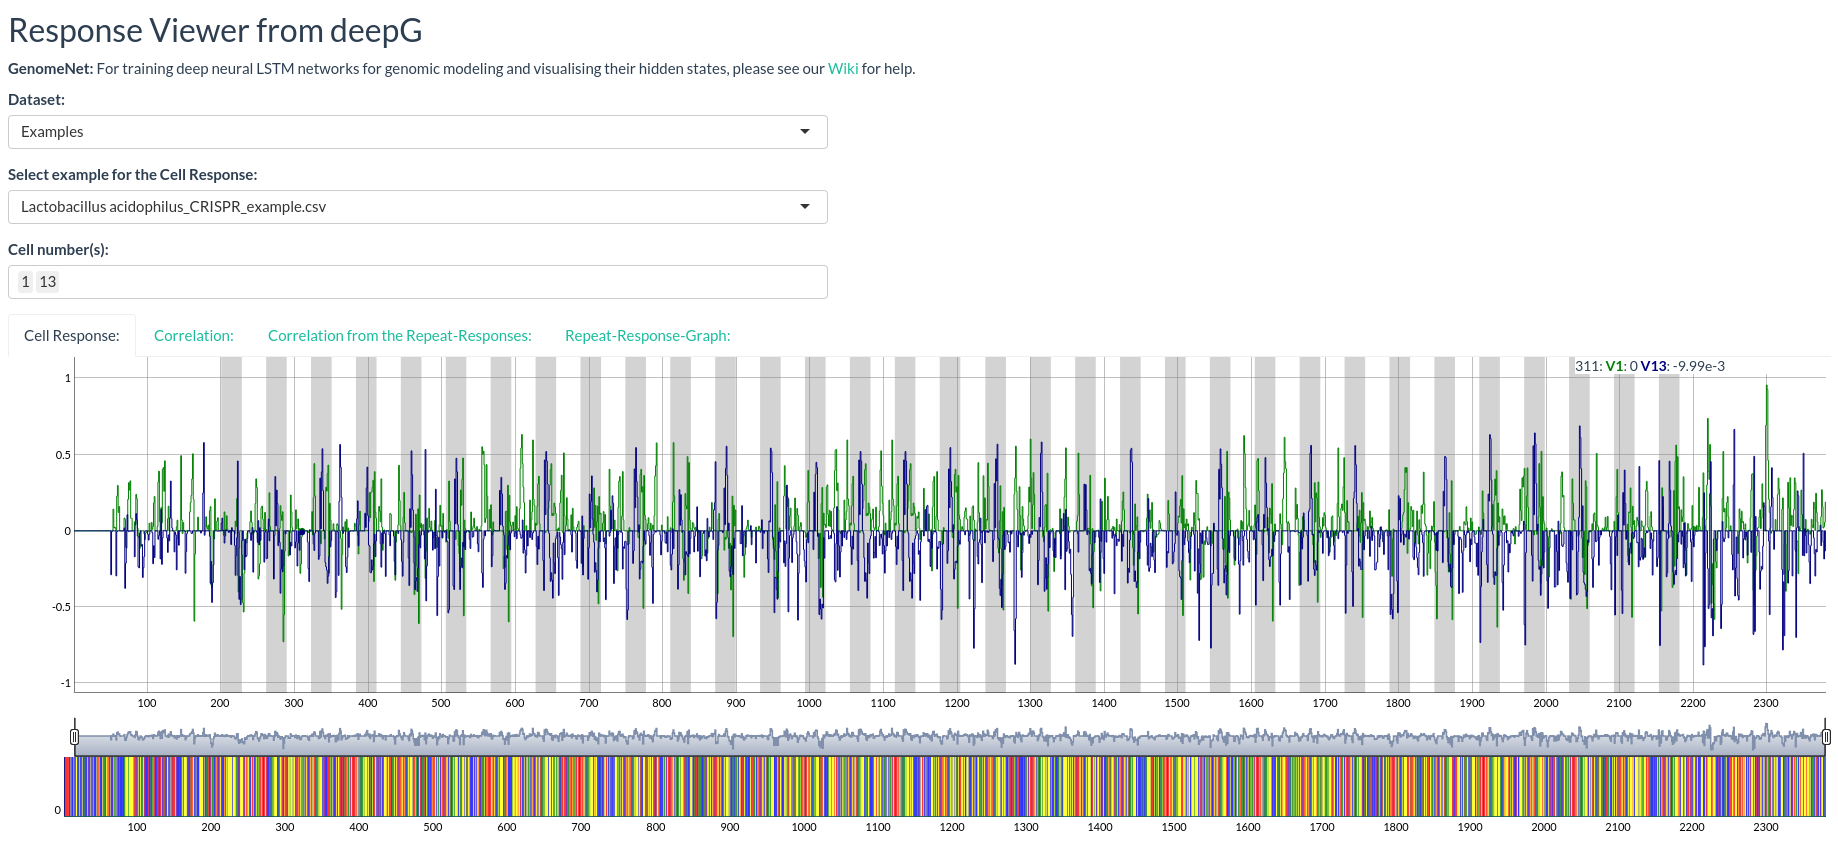 Response Viewer from deepG
GenomeNet: For training deep neural LSTM networks for genomic modeling and visualising their hidden states, please see our Wiki for help.
Dataset:
Examples
Select example for the Cell Response:
Lactobacillus acidophilus_CRISPR_example.csv
Cell number(s):
1 13
Cell Response: Correlation: Correlation from the Repeat-Responses: Repeat-Response-Graph:
311: V1: 0 V13: -9.99e-3
1
0.5
0
-0.5
-1
100 200 300 400 500 600 700 800 900 1000 1100 1200 1300 1400 1500 1600 1700 1800 1900 2000 2100 2200 2300
0
100 200 300 400 500 600 700 800 900 1000 1100 1200 1300 1400 1500 1600 1700 1800 1900 2000 2100 2200 2300